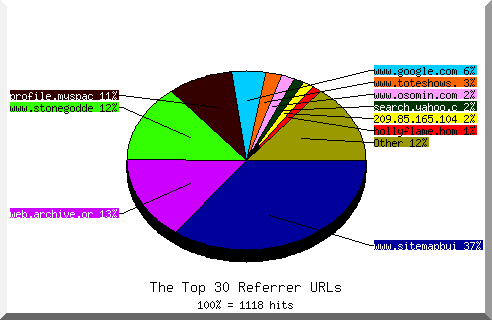 www.google.com 6%
www.toteshows. 3%
www.osomin.com 2%
search.yahoo.c 2%
209.85.165.104 2%
hollyflame.hom 1%
Other 12%
profile.myspac 11%
www.stonegodde 12%
web.archive.or 13%
www.sitemapbui 37%
The Top 30 Referrer URLs
100% = 1118 hits